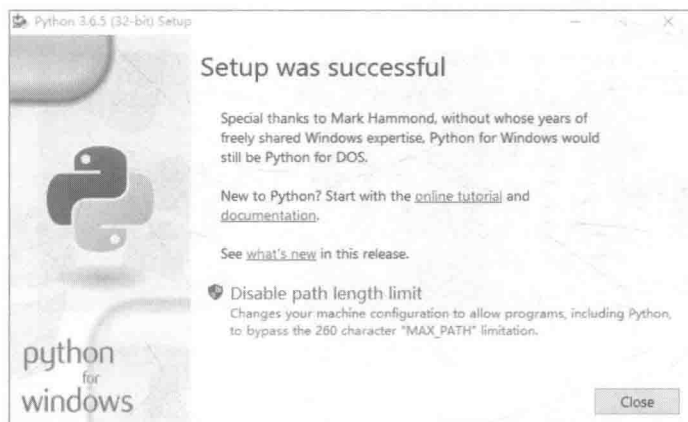 Python 3.6.5 (32-bit) Setup
Setup was successful
Special thanks to Mark Hammond, without whose years of
freely shared Windows expertise, Python for Windows would
still be Python for DOS.
New to Python? Start with the online tutorial and
documentation.
See what's new in this release.
Disable path length limit
Changes your machine configuration to allow programs, including Python,
to bypass the 260 character "MAX_PATH" limitation.
python
for
windows
Close